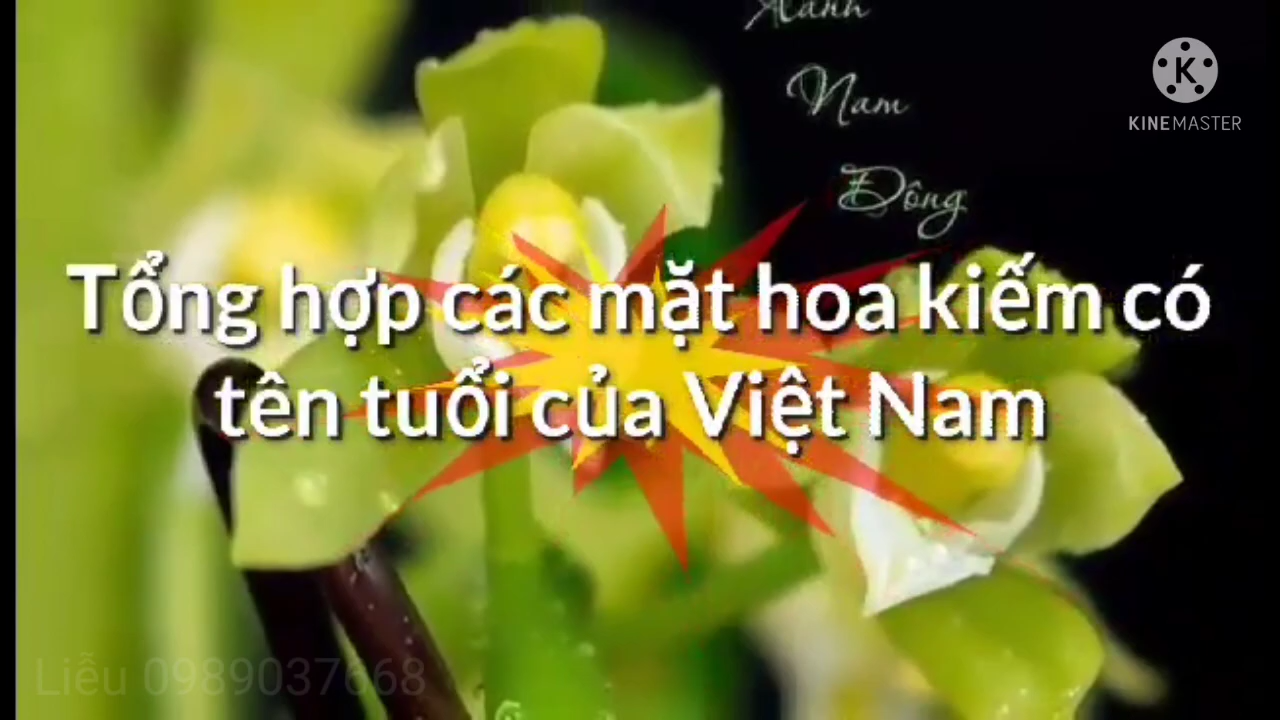 Xanh
Nam
Đông
KINEMASTER
Tổng hợp các mặt hoa kiếm có
tên tuổi của Việt Nam
Liễu 0989037668